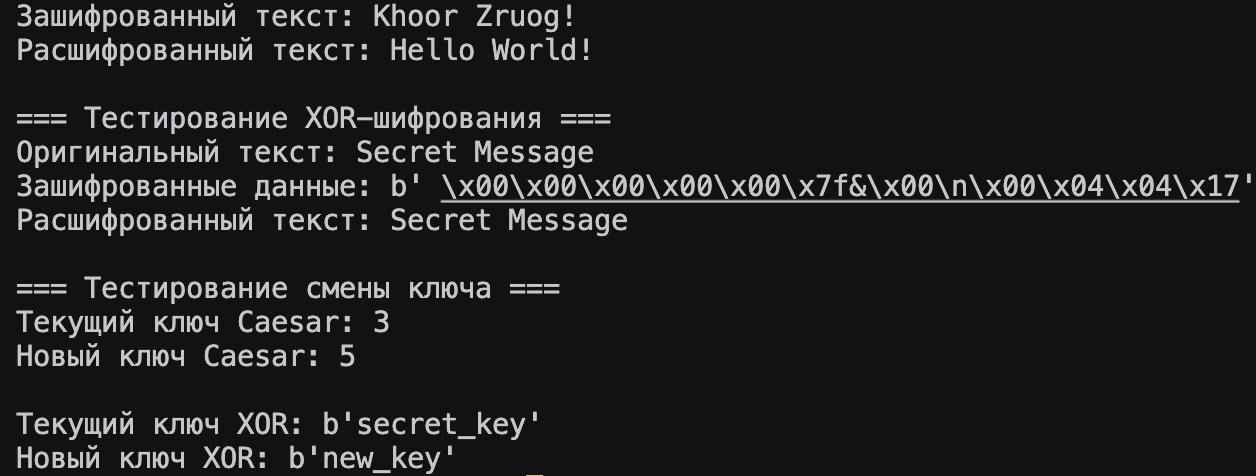 Зашифрованный текст: Khoor Zruog!
Расшифрованный текст: Hello World!
=== Тестирование XOR-шифрования ===
Оригинальный текст: Secret Message
Зашифрованные данные: b' \x00\x00\x00\x00\x00\x7f&\x00\n\x00\x04\x04\x17'
Расшифрованный текст: Secret Message
=== Тестирование смены ключа ===
Текущий ключ Caesar: 3
Новый ключ Caesar: 5
Текущий ключ XOR: b'secret_key'
Новый ключ XOR: b'new_key'